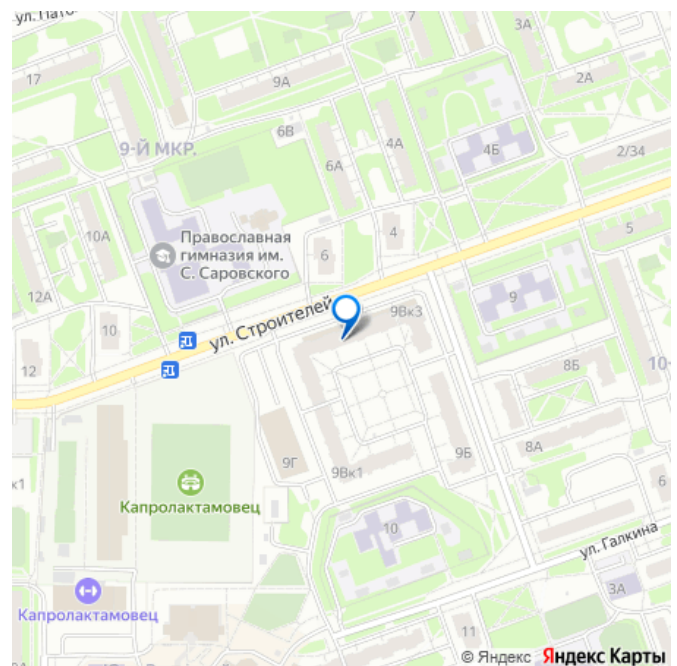 ул. Пато
7
3А
17
9А
2А
6В
4А
9-Й МКР.
6А
4Б
2/34
10А
Православная
гимназия им.
С. Саровского
4
5
6
12А
9
ул. Строителей
9Вк3
10
12
10-
8Б
9Б
8А
9Г
9Вк1
к1
6
Капролактамовец
10
ул. Галкина
3А
Капролактамовец
11
© Яндекс Яндекс Карты